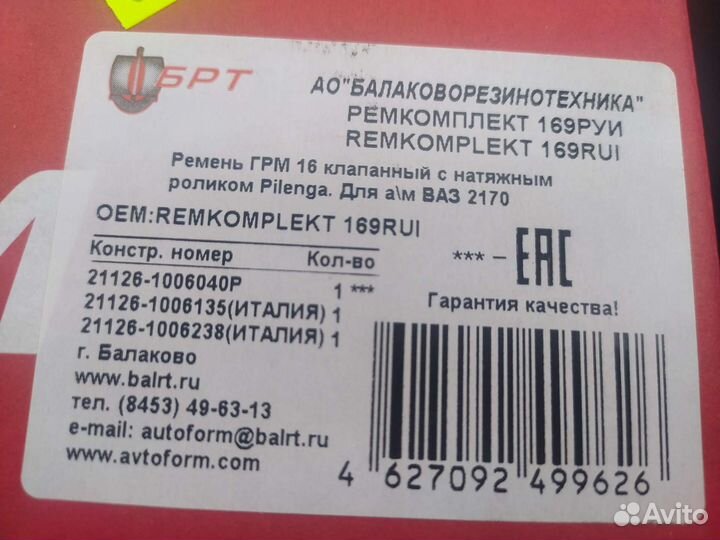 БРТ
АО"БАЛАКОВОРЕЗИНОТЕХНИКА"
РЕМКОМПЛЕКТ 169РУИ
REMKOMPLEKT 169RUI
Ремень ГРМ 16 клапанный с натяжным
роликом Pilenga. Для а\м ВАЗ 2170
OEM:REMKOMPLEKT 169RUI
Констр. номер Кол-во
21126-1006040Р 1 ***
21126-1006135(ИТАЛИЯ) 1
21126-1006238(ИТАЛИЯ) 1
*** - ЕАС
Гарантия качества!
г. Балаково
www.balrt.ru
тел. (8453) 49-63-13
e-mail: autoform@balrt.ru
www.avtoform.com
4 627092 499626
Avito